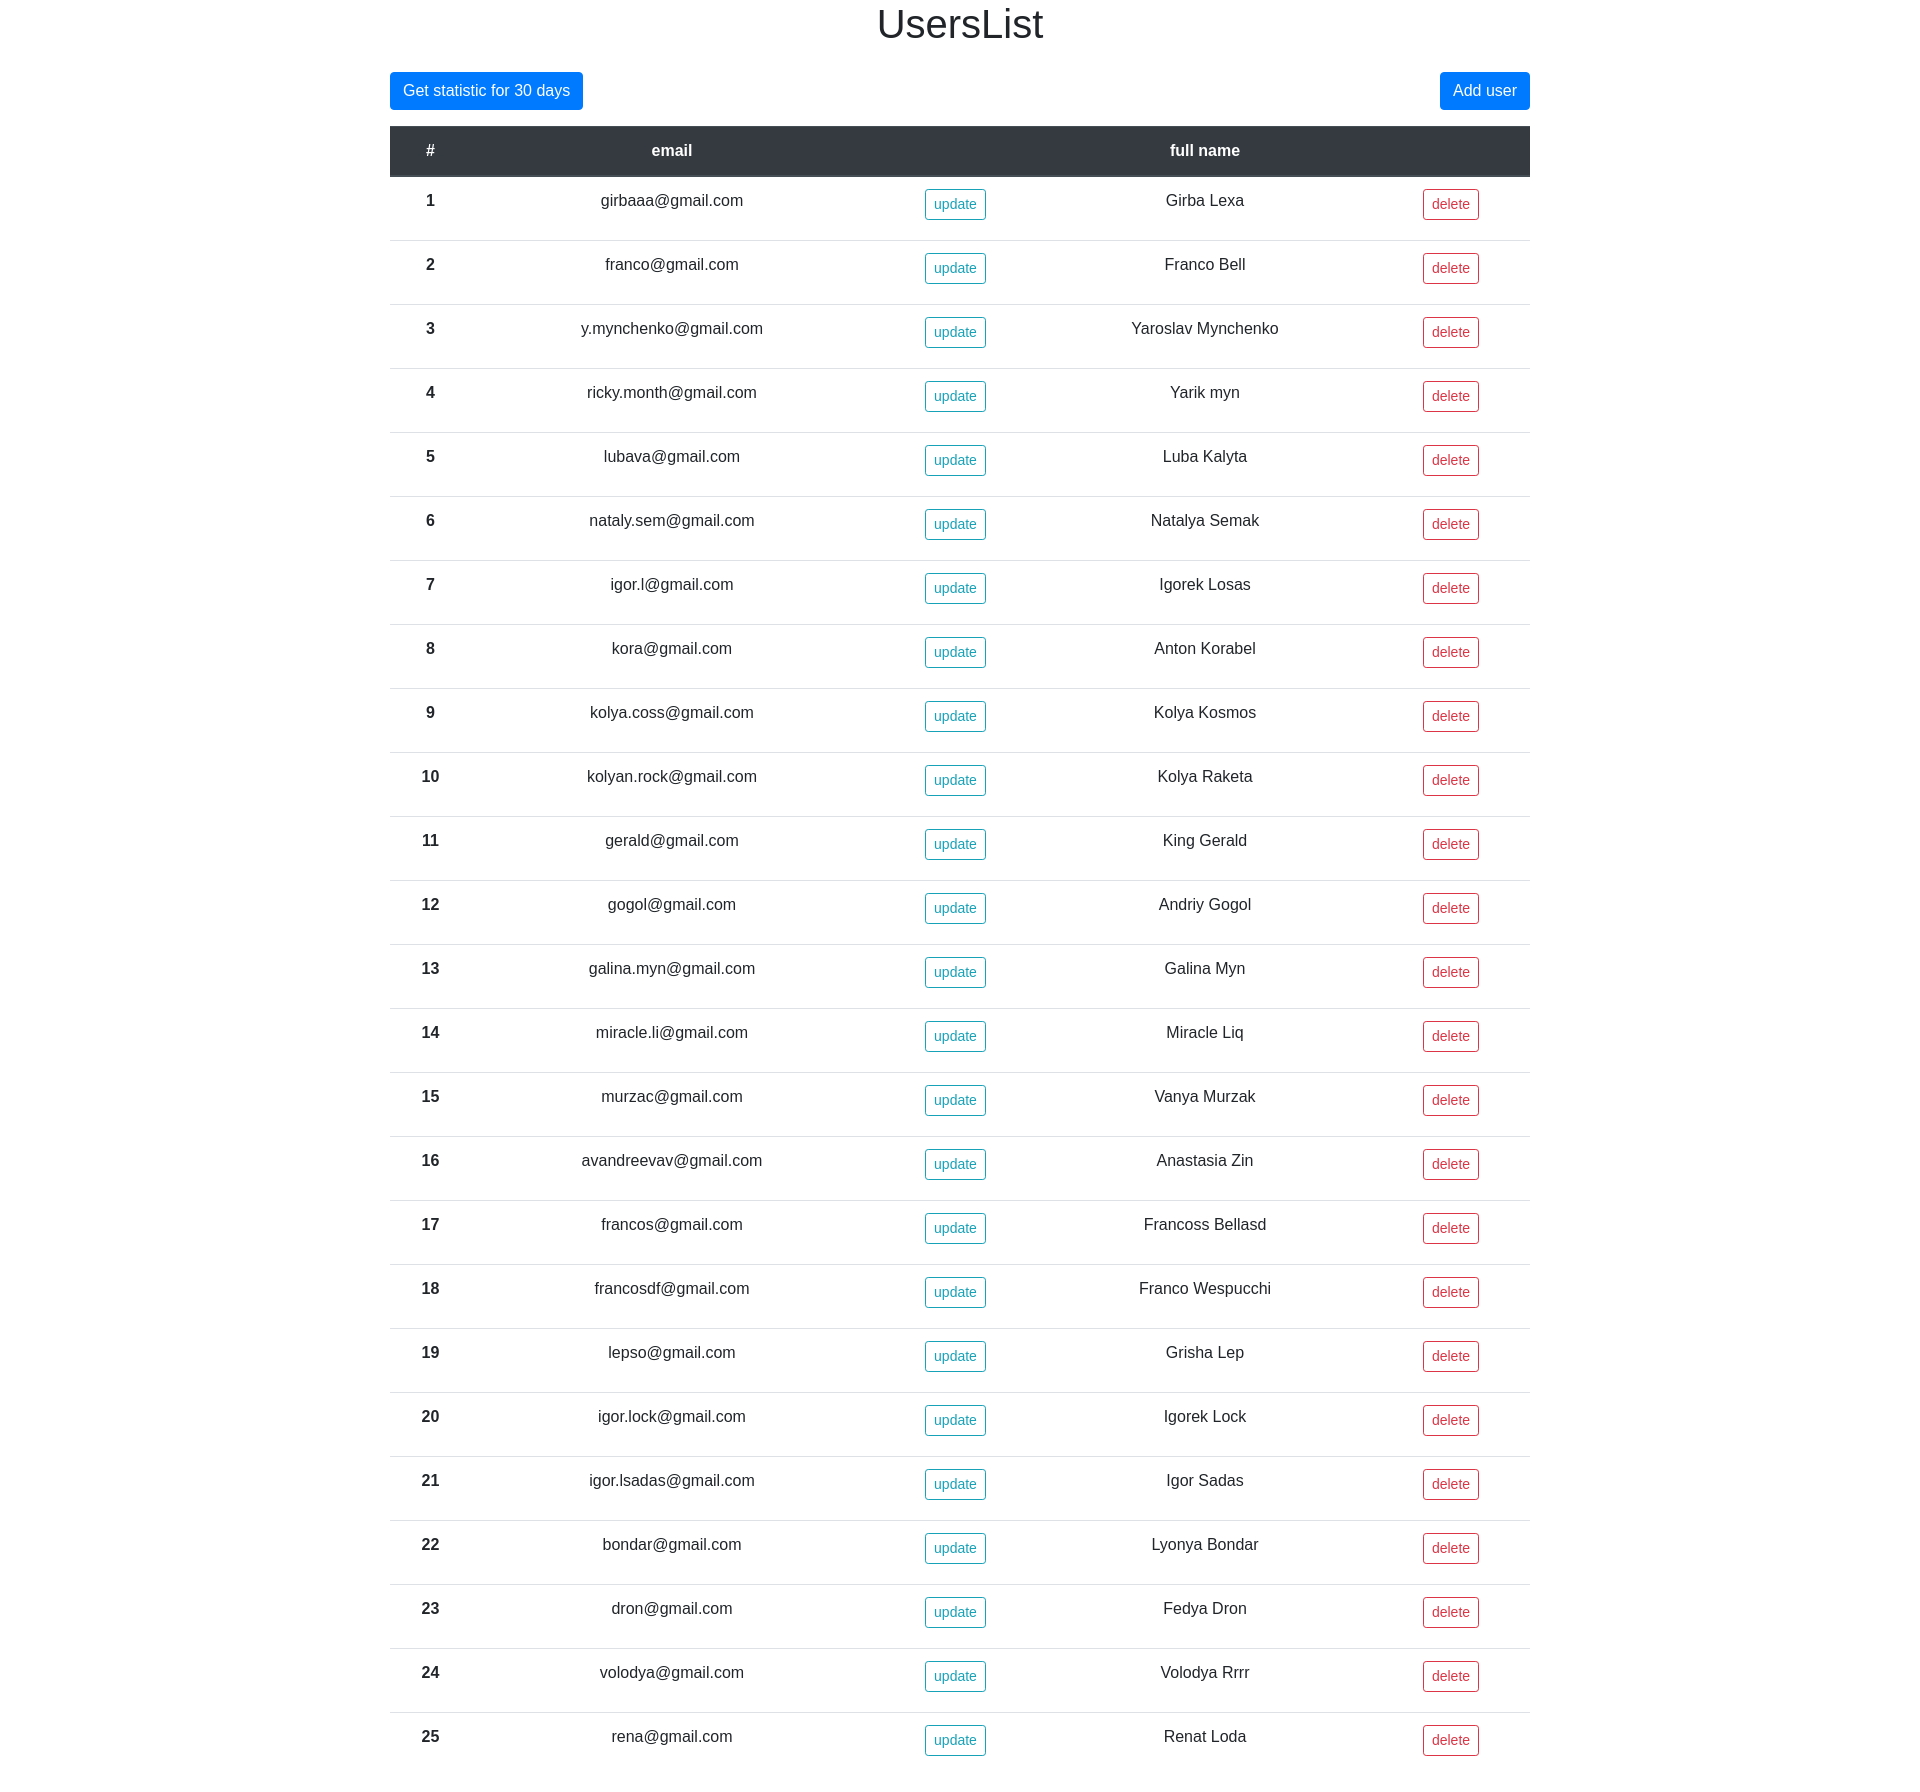 UsersList
Get statistic for 30 days Add user
# email full name
1 girbaaa@gmail.com update Girba Lexa delete
2 franco@gmail.com update Franco Bell delete
3 y.mynchenko@gmail.com update Yaroslav Mynchenko delete
4 ricky.month@gmail.com update Yarik myn delete
5 lubava@gmail.com update Luba Kalyta delete
6 nataly.sem@gmail.com update Natalya Semak delete
7 igor.l@gmail.com update Igorek Losas delete
8 kora@gmail.com update Anton Korabel delete
9 kolya.coss@gmail.com update Kolya Kosmos delete
10 kolyan.rock@gmail.com update Kolya Raketa delete
11 gerald@gmail.com update King Gerald delete
12 gogol@gmail.com update Andriy Gogol delete
13 galina.myn@gmail.com update Galina Myn delete
14 miracle.li@gmail.com update Miracle Liq delete
15 murzac@gmail.com update Vanya Murzak delete
16 avandreevav@gmail.com update Anastasia Zin delete
17 francos@gmail.com update Francoss Bellasd delete
18 francosdf@gmail.com update Franco Wespucchi delete
19 lepso@gmail.com update Grisha Lep delete
20 igor.lock@gmail.com update Igorek Lock delete
21 igor.lsadas@gmail.com update Igor Sadas delete
22 bondar@gmail.com update Lyonya Bondar delete
23 dron@gmail.com update Fedya Dron delete
24 volodya@gmail.com update Volodya Rrrr delete
25 rena@gmail.com update Renat Loda delete